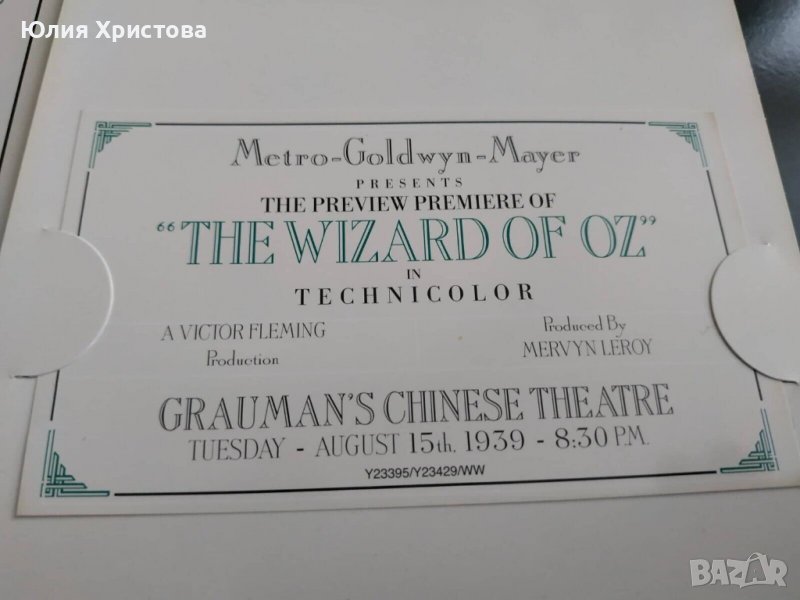 Юлия Христова
Metro-Goldwyn-Mayer
PRESENTS
THE PREVIEW PREMIERE OF
“THE WIZARD OF OZ”
IN
TECHNICOLOR
A VICTOR FLEMING
Production
Produced By
MERVYN LEROY
GRAUMAN'S CHINESE THEATRE
TUESDAY - AUGUST 15th, 1939 - 8:30 P.M.
Y23395/Y23429/WW
BAZAR